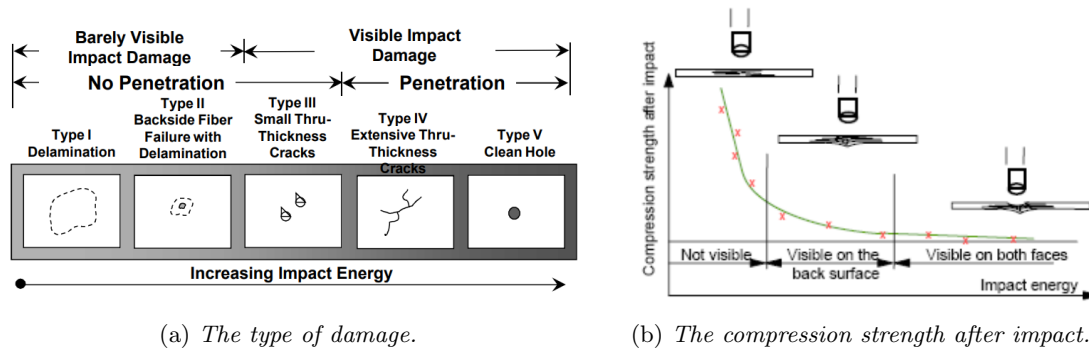 Barely Visible
Impact Damage
Visible Impact
Damage
No Penetration
Penetration
Type I
Delamination
Type II
Backside Fiber
Failure with
Delamination
Type III
Small Thru-
Thickness
Cracks
Type IV
Extensive Thru-
Thickness
Cracks
Type V
Clean Hole
Increasing Impact Energy
(a) The type of damage.
Compression strength after impact
Not visible
Visible on the
back surface
Visible on both faces
Impact energy
(b) The compression strength after impact.